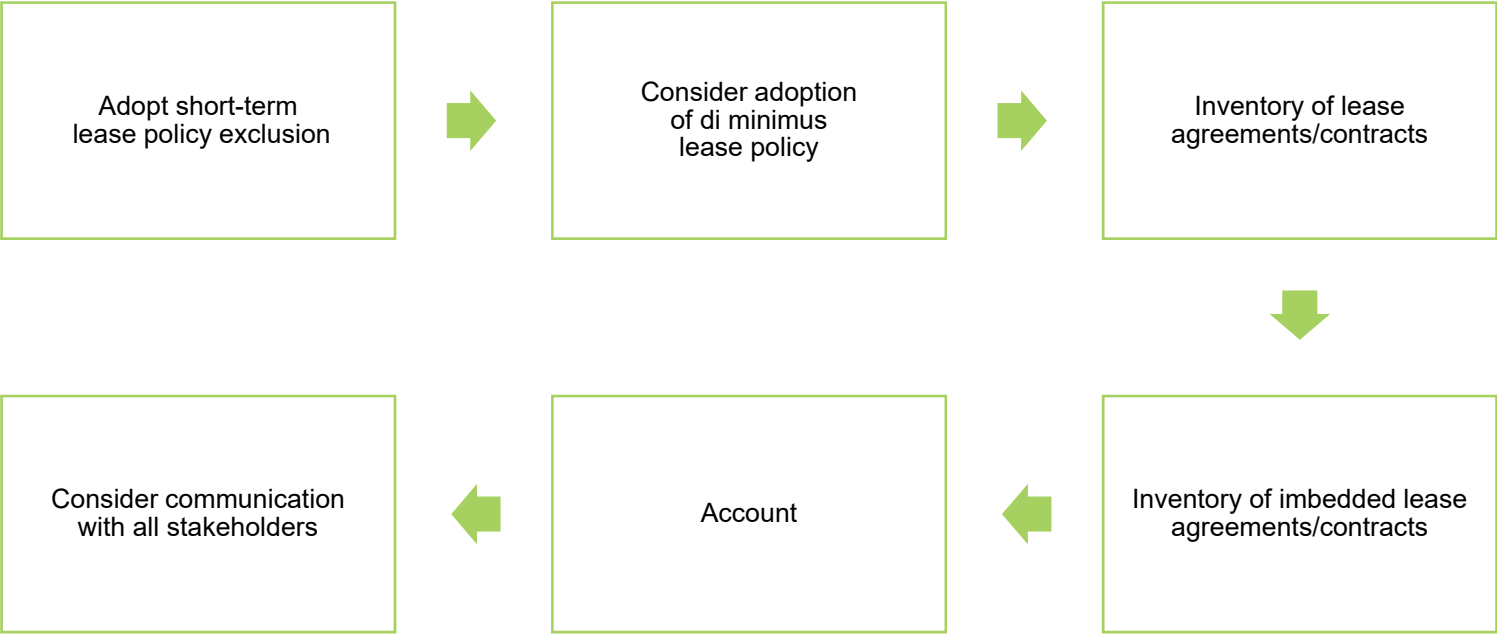 Adopt short-term
lease policy exclusion
Consider adoption
of di minimus
lease policy
Inventory of lease
agreements/contracts
Inventory of imbedded lease
agreements/contracts
Account
Consider communication
with all stakeholders